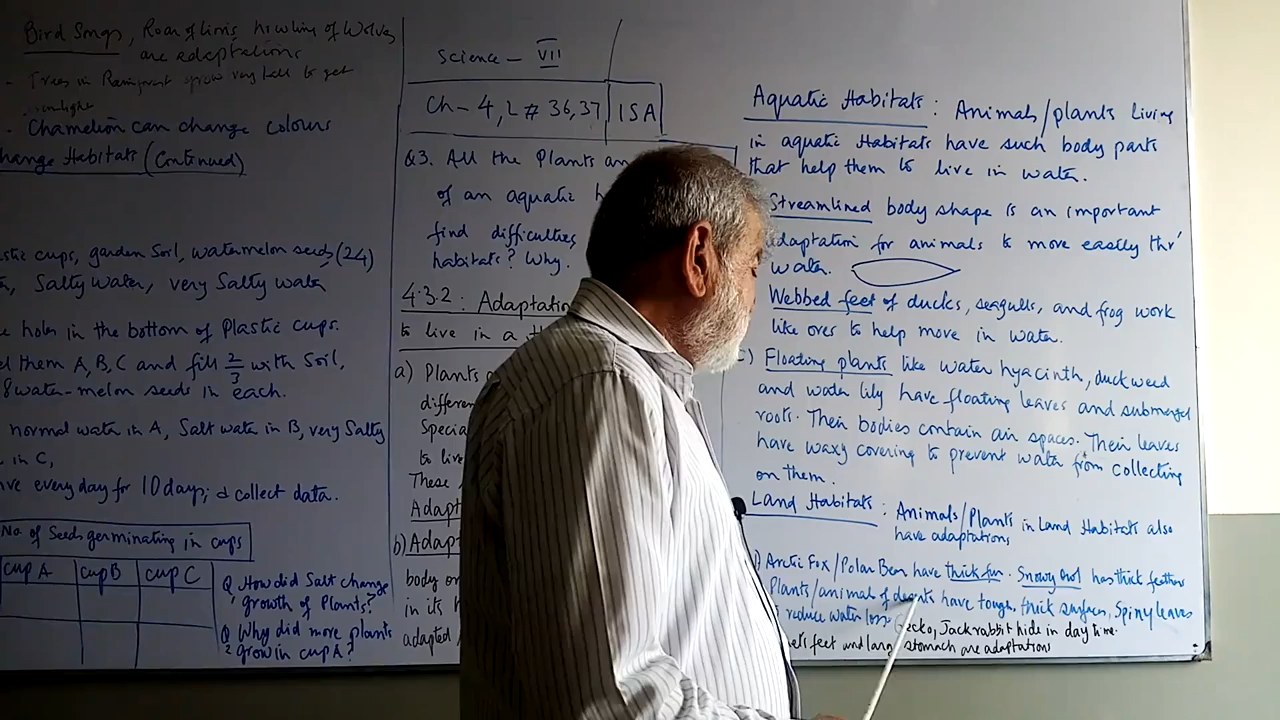 Bird Songs, Roar of lions howling of Wolves
are adaptations
- Trees in Rainforest grow very tall to get
sunlight
- Chamelion can change colours
hange Habitats (Continued)
stic cups, garden Soil, watermelon seeds (24)
Salty water, very Salty water
e holes in the bottom of Plastic cups.
el them A, B, C and fill 2/3 with Soil,
8 water-melon seeds in each.
normal water in A, Salt water in B, very Salty
in C,
ve every day for 10 days; & collect data.
No. of Seeds germinating in cups
cup A cup B cup C
Q1 How did Salt change
growth of Plants?
Q2 Why did more plants
grow in cup A?
Science - VII
Ch-4, L # 36,37 ISA
Q3. All the Plants an
of an aquatic h
find difficulties
habitats? Why.
4.3.2: Adaptation
to live in a H
a) Plants a
differen
Specia
to live
These
Adapt
b) Adap
body or
in its h
adapted
Aquatic Habitats: Animals/plants Living
in aquatic Habitats have such body parts
that help them to live in water.
Streamlined body shape is an important
adaptation for animals to move easily thr'
water.
Webbed feet of ducks, seagulls, and frog work
like ores to help move in water.
c) Floating plants like water hyacinth, duckweed
and water lily have floating leaves and submerged
roots. Their bodies contain air spaces. Their leaves
have waxy covering to prevent water from collecting
on them.
Land Habitats: Animals/Plants in Land Habitats also
have adaptations
Arctic Fox/Polar Bear have thick fur. Snowy owl has thick feathers
Plants/animal of deserts have tough, thick surfaces, Spiny leaves
reduce water loss Gecko, Jack rabbit hide in day time.
el's feet and large stomach are adaptations